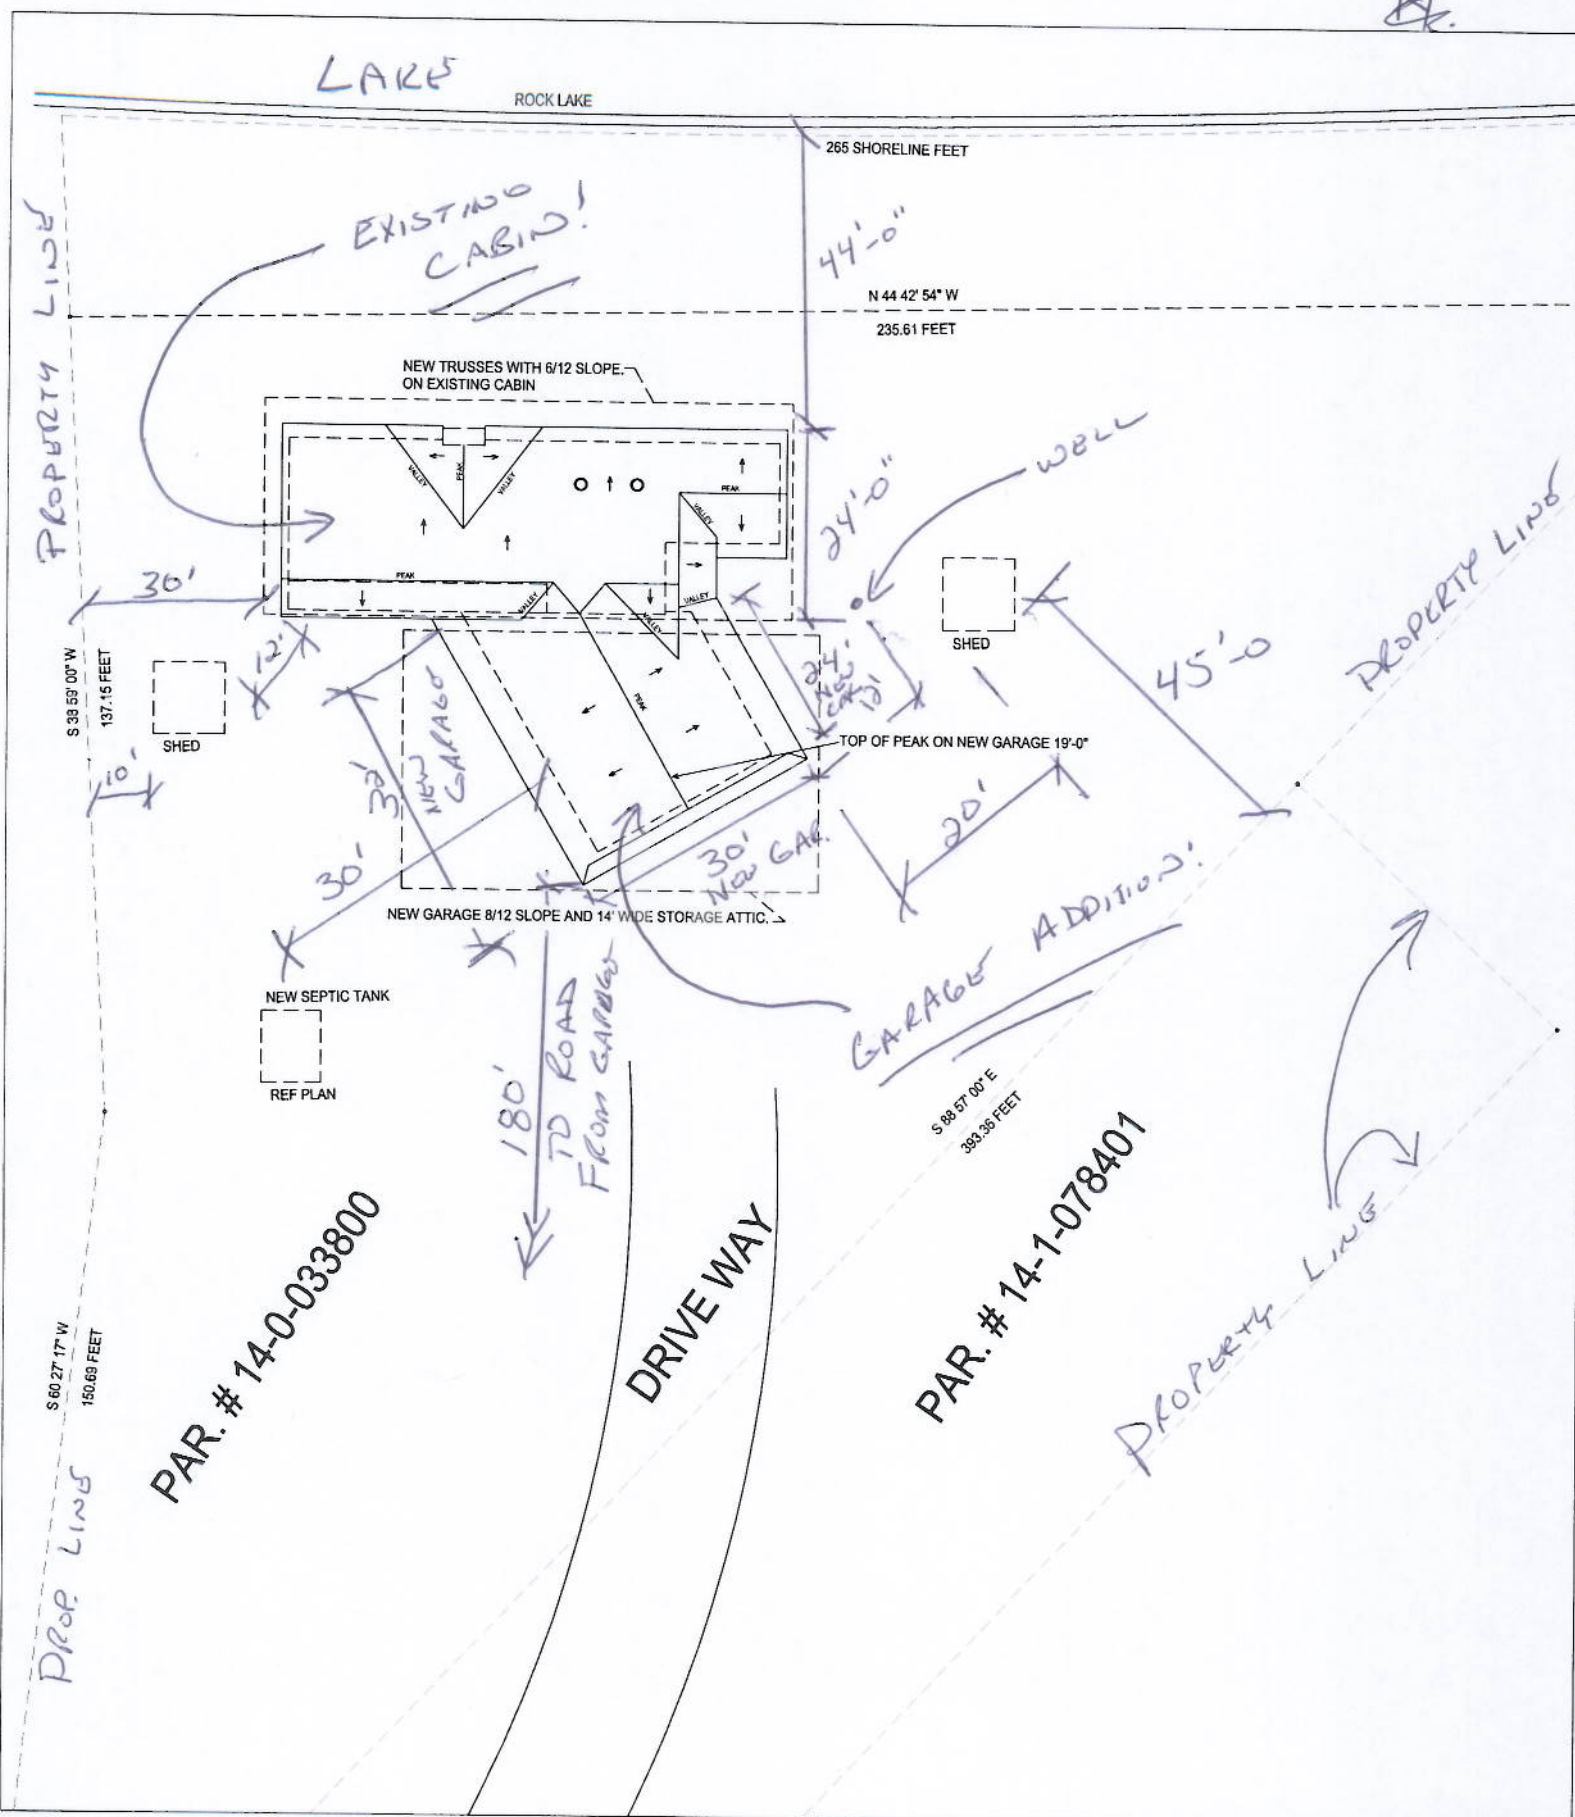 LAKE
ROCK LAKE
265 SHORELINE FEET
EXISTING
CABIN!
44'-0"
N 44 42' 54" W
235.61 FEET
PROPERTY LINE
NEW TRUSSES WITH 6/12 SLOPE.
ON EXISTING CABIN
WELL
VALLEY
PEAK
VALLEY
PEAK
VALLEY
24'-0"
PROPERTY LINE
PEAK
VALLEY
VALLEY
VALLEY
30'
12'
SHED
45'-0
S 38 59' 00" W
137.15 FEET
SHED
10'
32'
NEW
GARAGE
PEAK
24'
NEW
12'
TOP OF PEAK ON NEW GARAGE 19'-0"
20'
30'
30'
NEW GAR.
NEW GARAGE 8/12 SLOPE AND 14' WIDE STORAGE ATTIC.
GARAGE ADDITION!
NEW SEPTIC TANK
REF PLAN
180'
TO ROAD
FROM GARAGE
S 88 57' 00" E
393.36 FEET
PAR. # 14-0-033800
DRIVE WAY
PAR. # 14-1-078401
PROPERTY LINE
S 60 27' 17" W
150.69 FEET
PROP. LINE